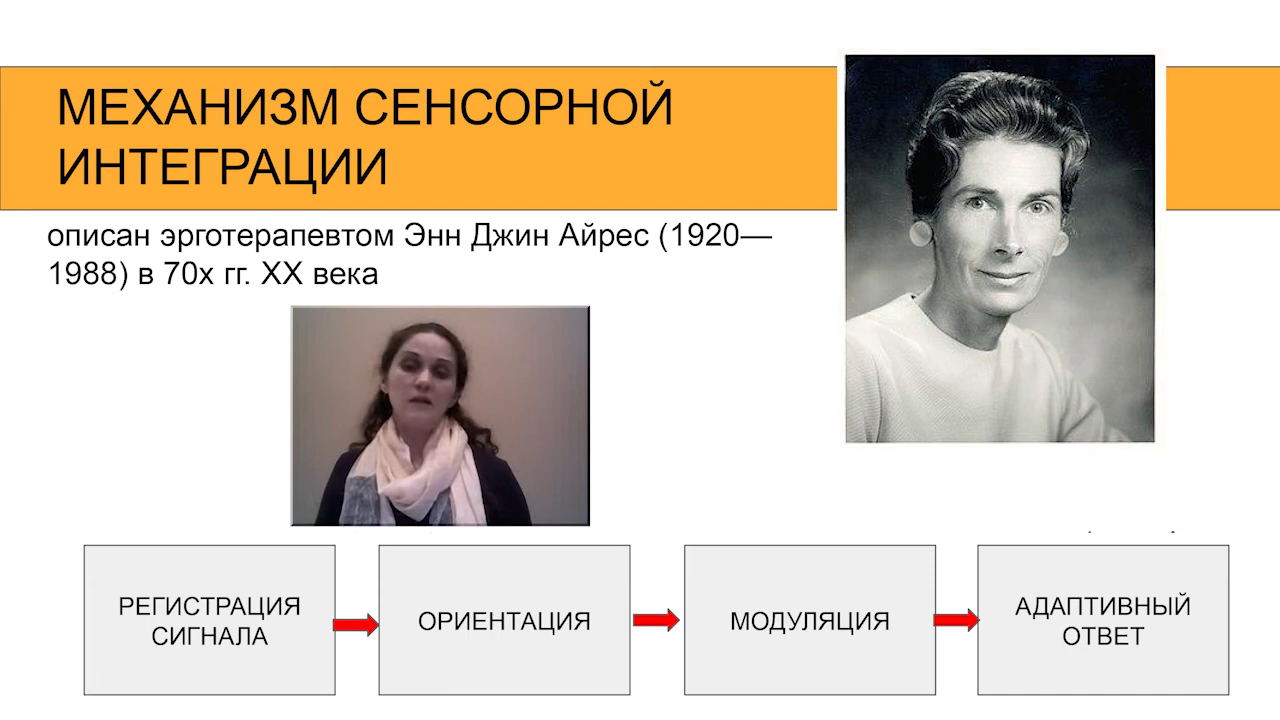 МЕХАНИЗМ СЕНСОРНОЙ
ИНТЕГРАЦИИ
описан эрготерапевтом Энн Джин Айрес (1920—
1988) в 70х гг. XX века
РЕГИСТРАЦИЯ
СИГНАЛА
ОРИЕНТАЦИЯ
МОДУЛЯЦИЯ
АДАПТИВНЫЙ
ОТВЕТ